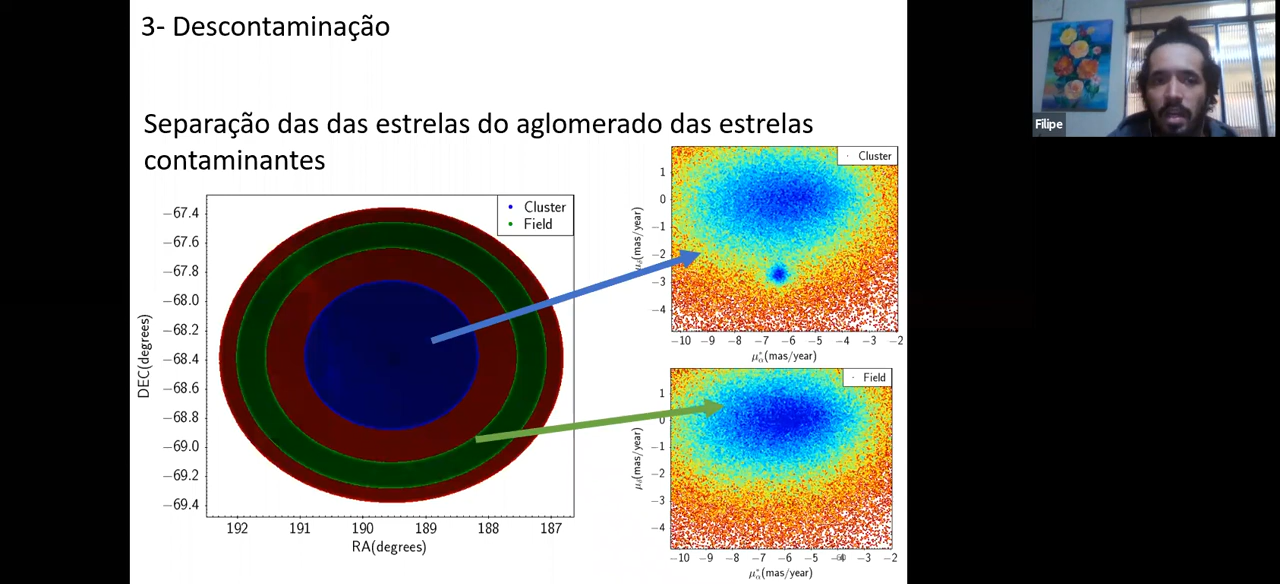 3- Descontaminação
Separação das das estrelas do aglomerado das estrelas
contaminantes
Cluster
Field
−67.4
−67.6
−67.8
−68.0
−68.2
−68.4
−68.6
−68.8
−69.0
−69.2
−69.4
DEC(degrees)
192 191 190 189 188 187
RA(degrees)
Cluster
1
0
−1
−2
−3
−4
μδ(mas/year)
−10 −9 −8 −7 −6 −5 −4 −3 −2
μ*α(mas/year)
Field
1
0
−1
−2
−3
−4
μδ(mas/year)
−10 −9 −8 −7 −6 −5 −4 −3 −2
μ*α(mas/year)
Filipe